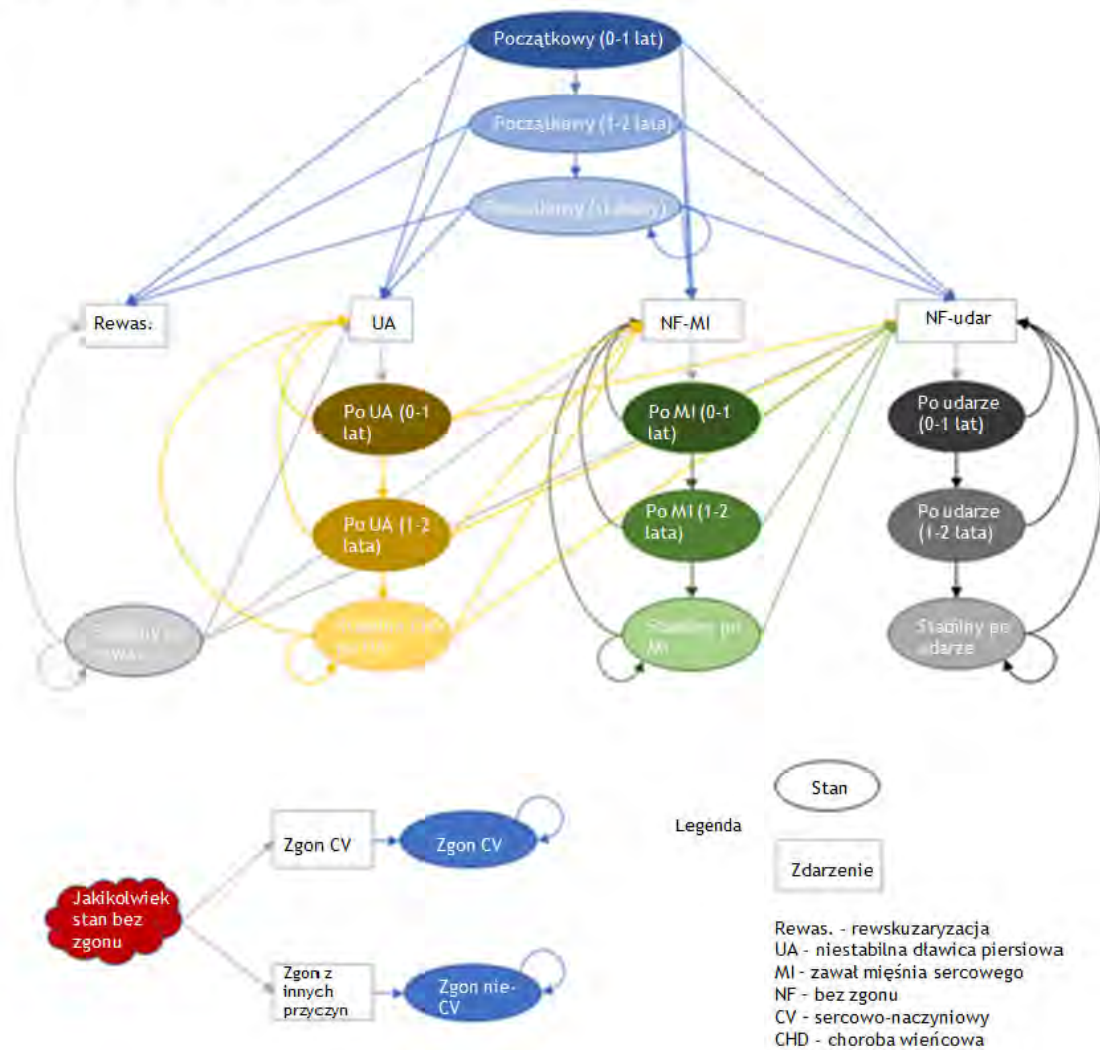 Początkowy (0-1 lat)
Początkowy (1-2 lata)
Rewas.
UA
NF-MI
NF-udar
Po UA (0-1
lat)
Po MI (0-1
lat)
Po udarze
(0-1 lat)
Po UA (1-2
lata)
Po MI (1-2
lata)
Po udarze
(1-2 lata)
Stabilny po
MI
Stabilny po
udarze
Zgon CV
Zgon CV
Jakikolwiek
stan bez
zgonu
Zgon z
innych
przyczyn
Zgon nie-
CV
Legenda
Stan
Zdarzenie
Rewas. - rewskuzaryzacja
UA - niestabilna dławica piersiowa
MI - zawał mięśnia sercowego
NF - bez zgonu
CV - sercowo-naczyniowy
CHD - choroba wieńcowa